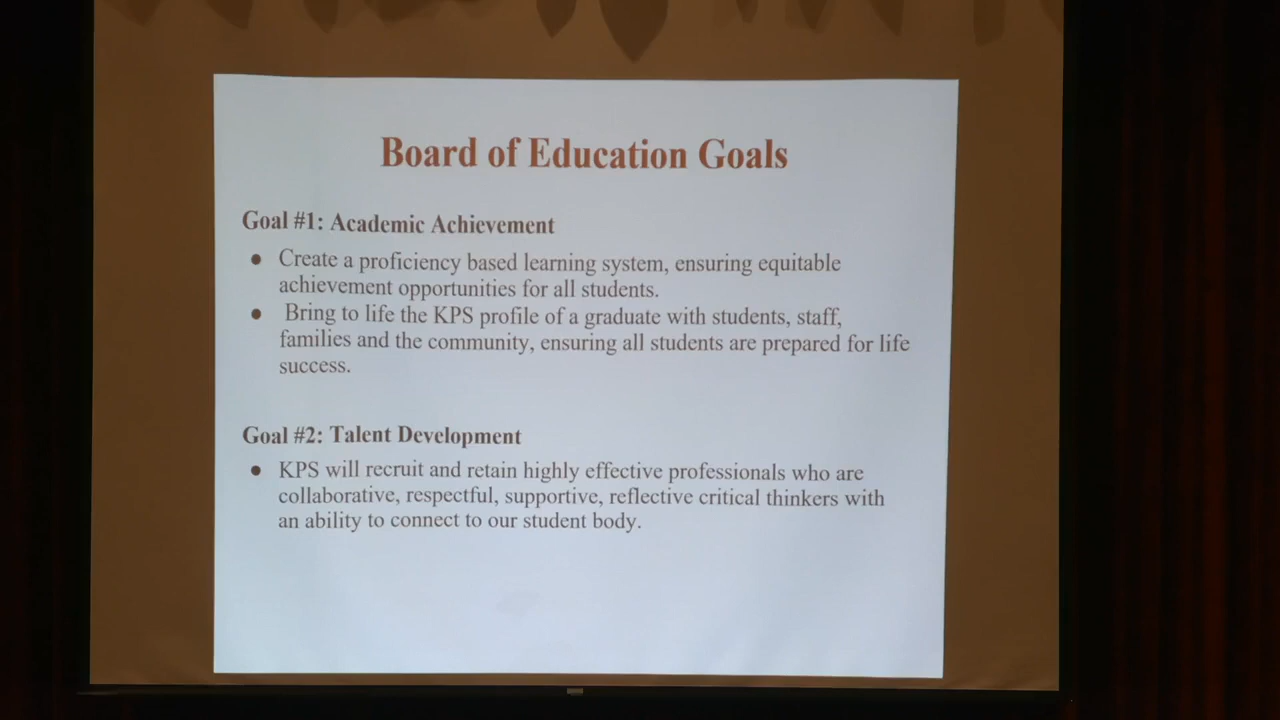 Board of Education Goals
Goal #1: Academic Achievement
● Create a proficiency based learning system, ensuring equitable
achievement opportunities for all students.
● Bring to life the KPS profile of a graduate with students, staff,
families and the community, ensuring all students are prepared for life
success.
Goal #2: Talent Development
● KPS will recruit and retain highly effective professionals who are
collaborative, respectful, supportive, reflective critical thinkers with
an ability to connect to our student body.